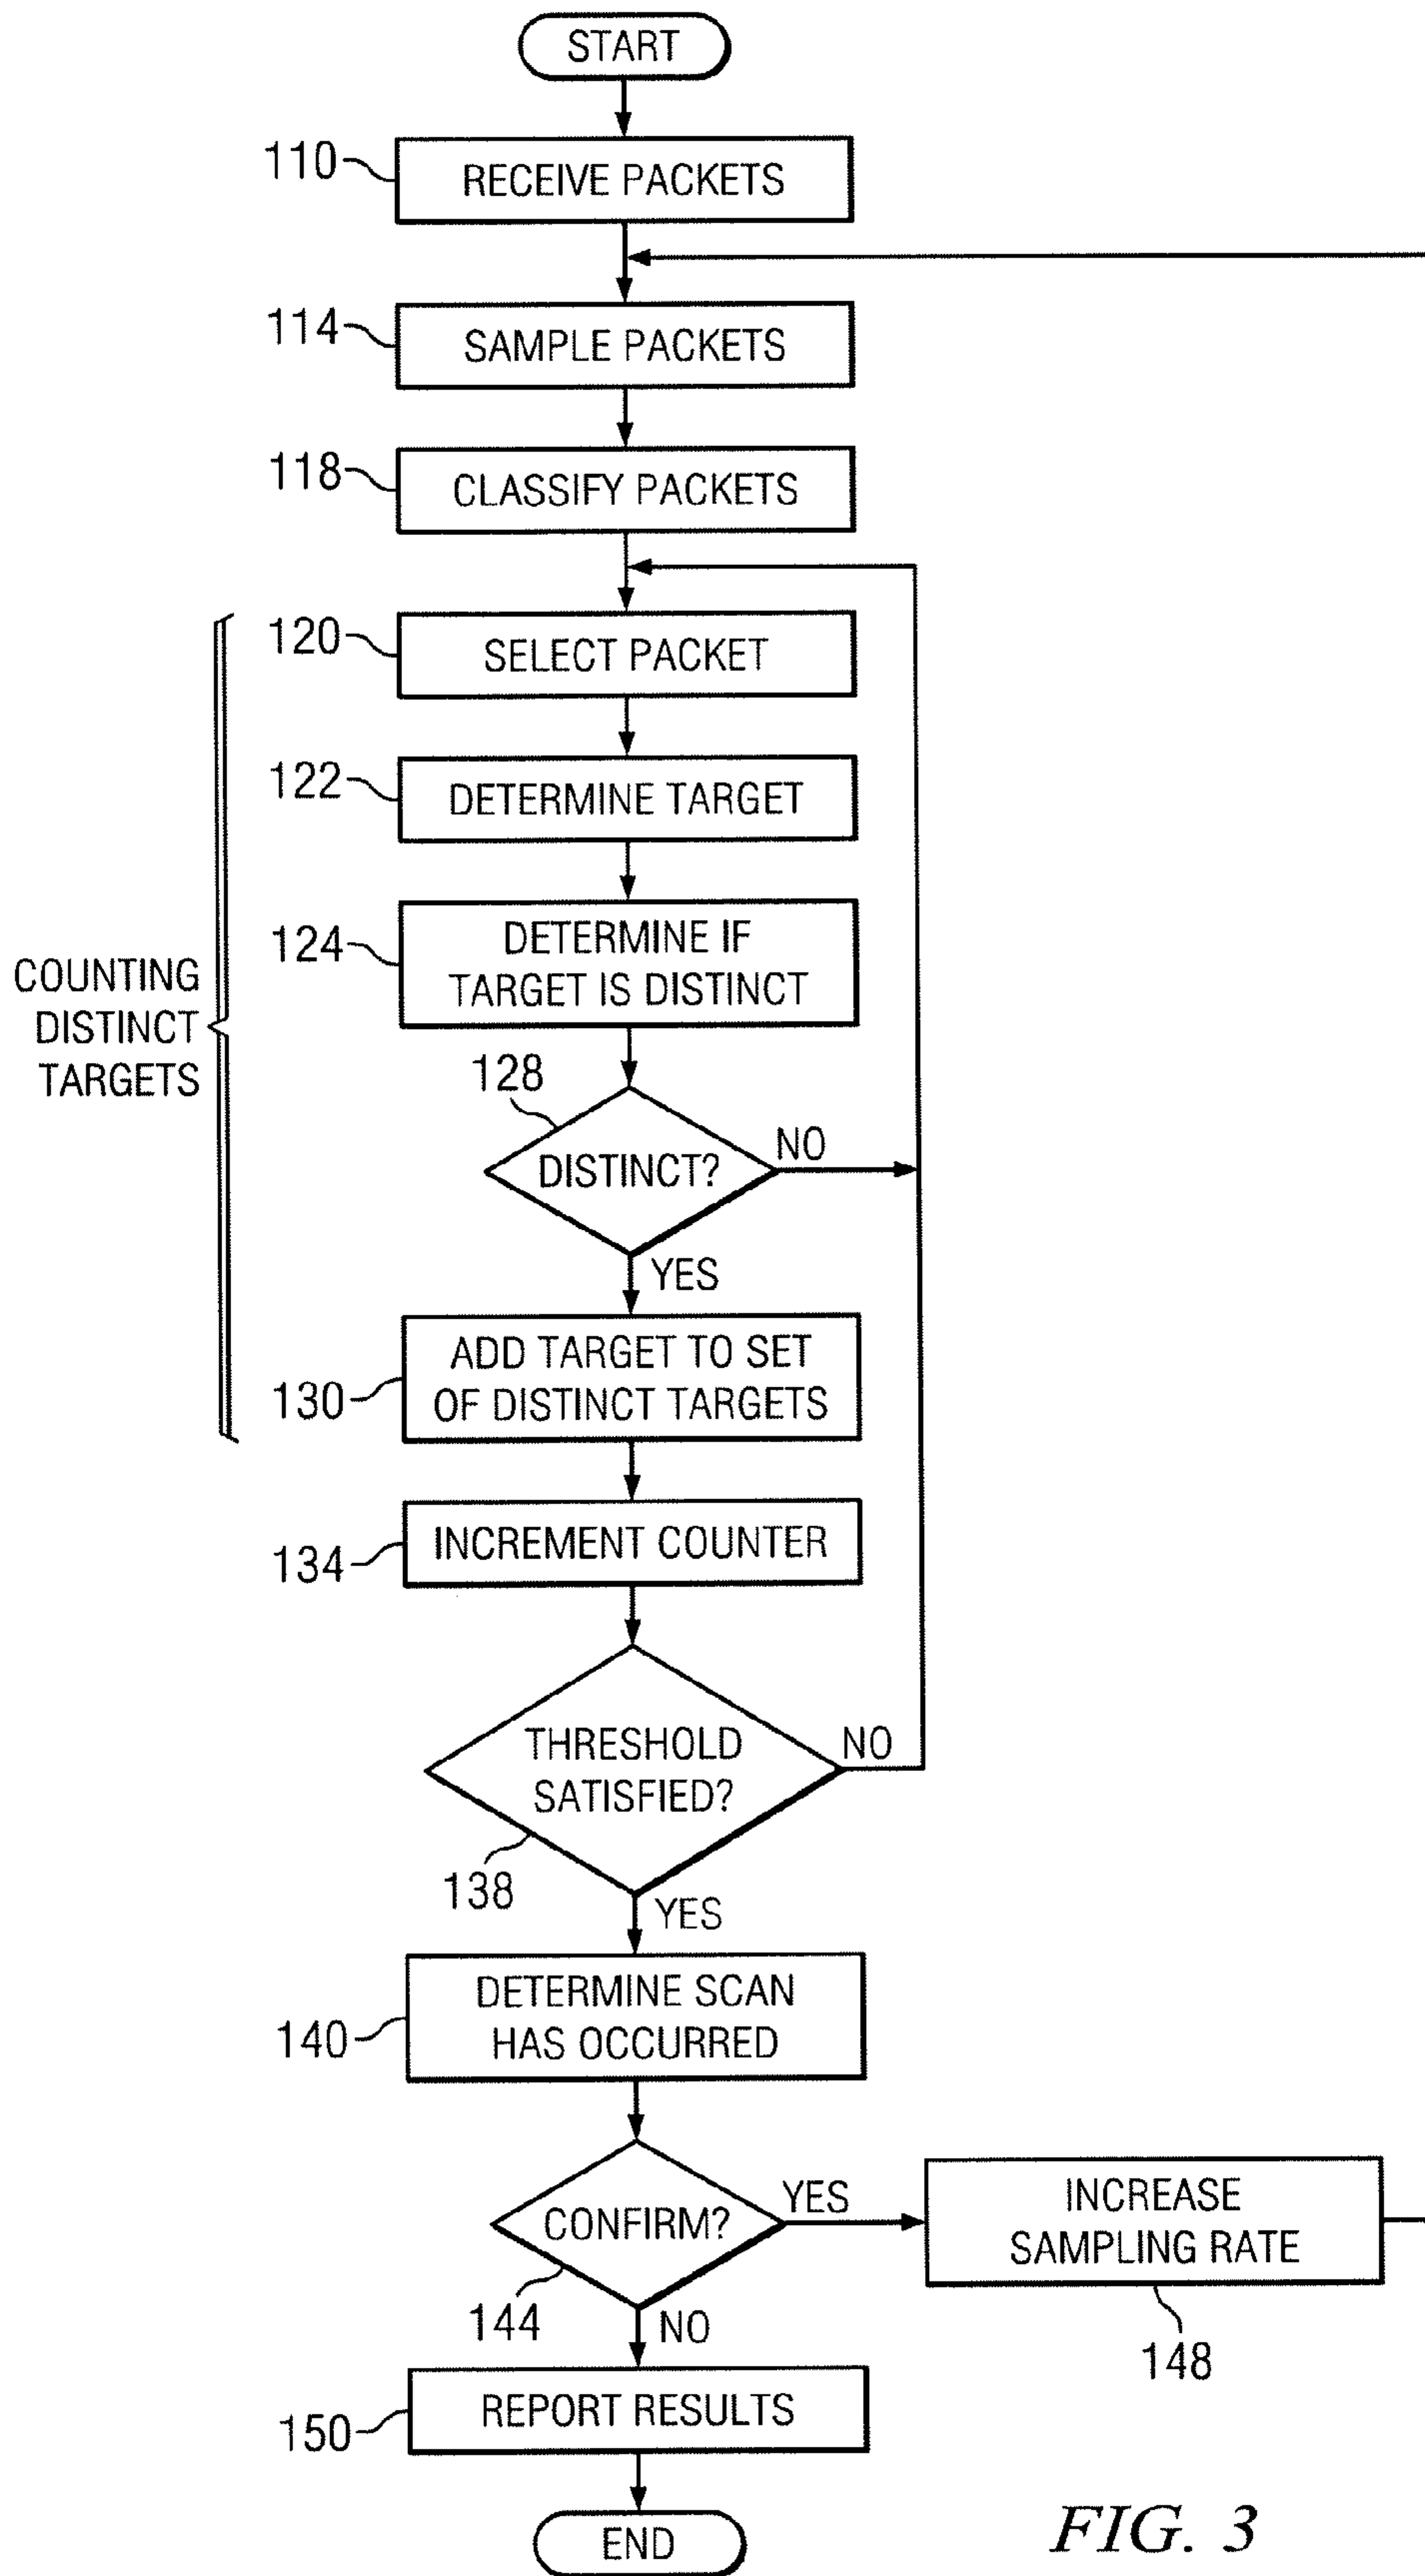 START
110
RECEIVE PACKETS
114
SAMPLE PACKETS
118
CLASSIFY PACKETS
120
SELECT PACKET
122
DETERMINE TARGET
124
DETERMINE IF
TARGET IS DISTINCT
COUNTING
DISTINCT
TARGETS
128
DISTINCT?
NO
YES
130
ADD TARGET TO SET
OF DISTINCT TARGETS
134
INCREMENT COUNTER
THRESHOLD
SATISFIED?
NO
138
YES
140
DETERMINE SCAN
HAS OCCURRED
CONFIRM?
YES
INCREASE
SAMPLING RATE
144
NO
148
150
REPORT RESULTS
END
FIG. 3